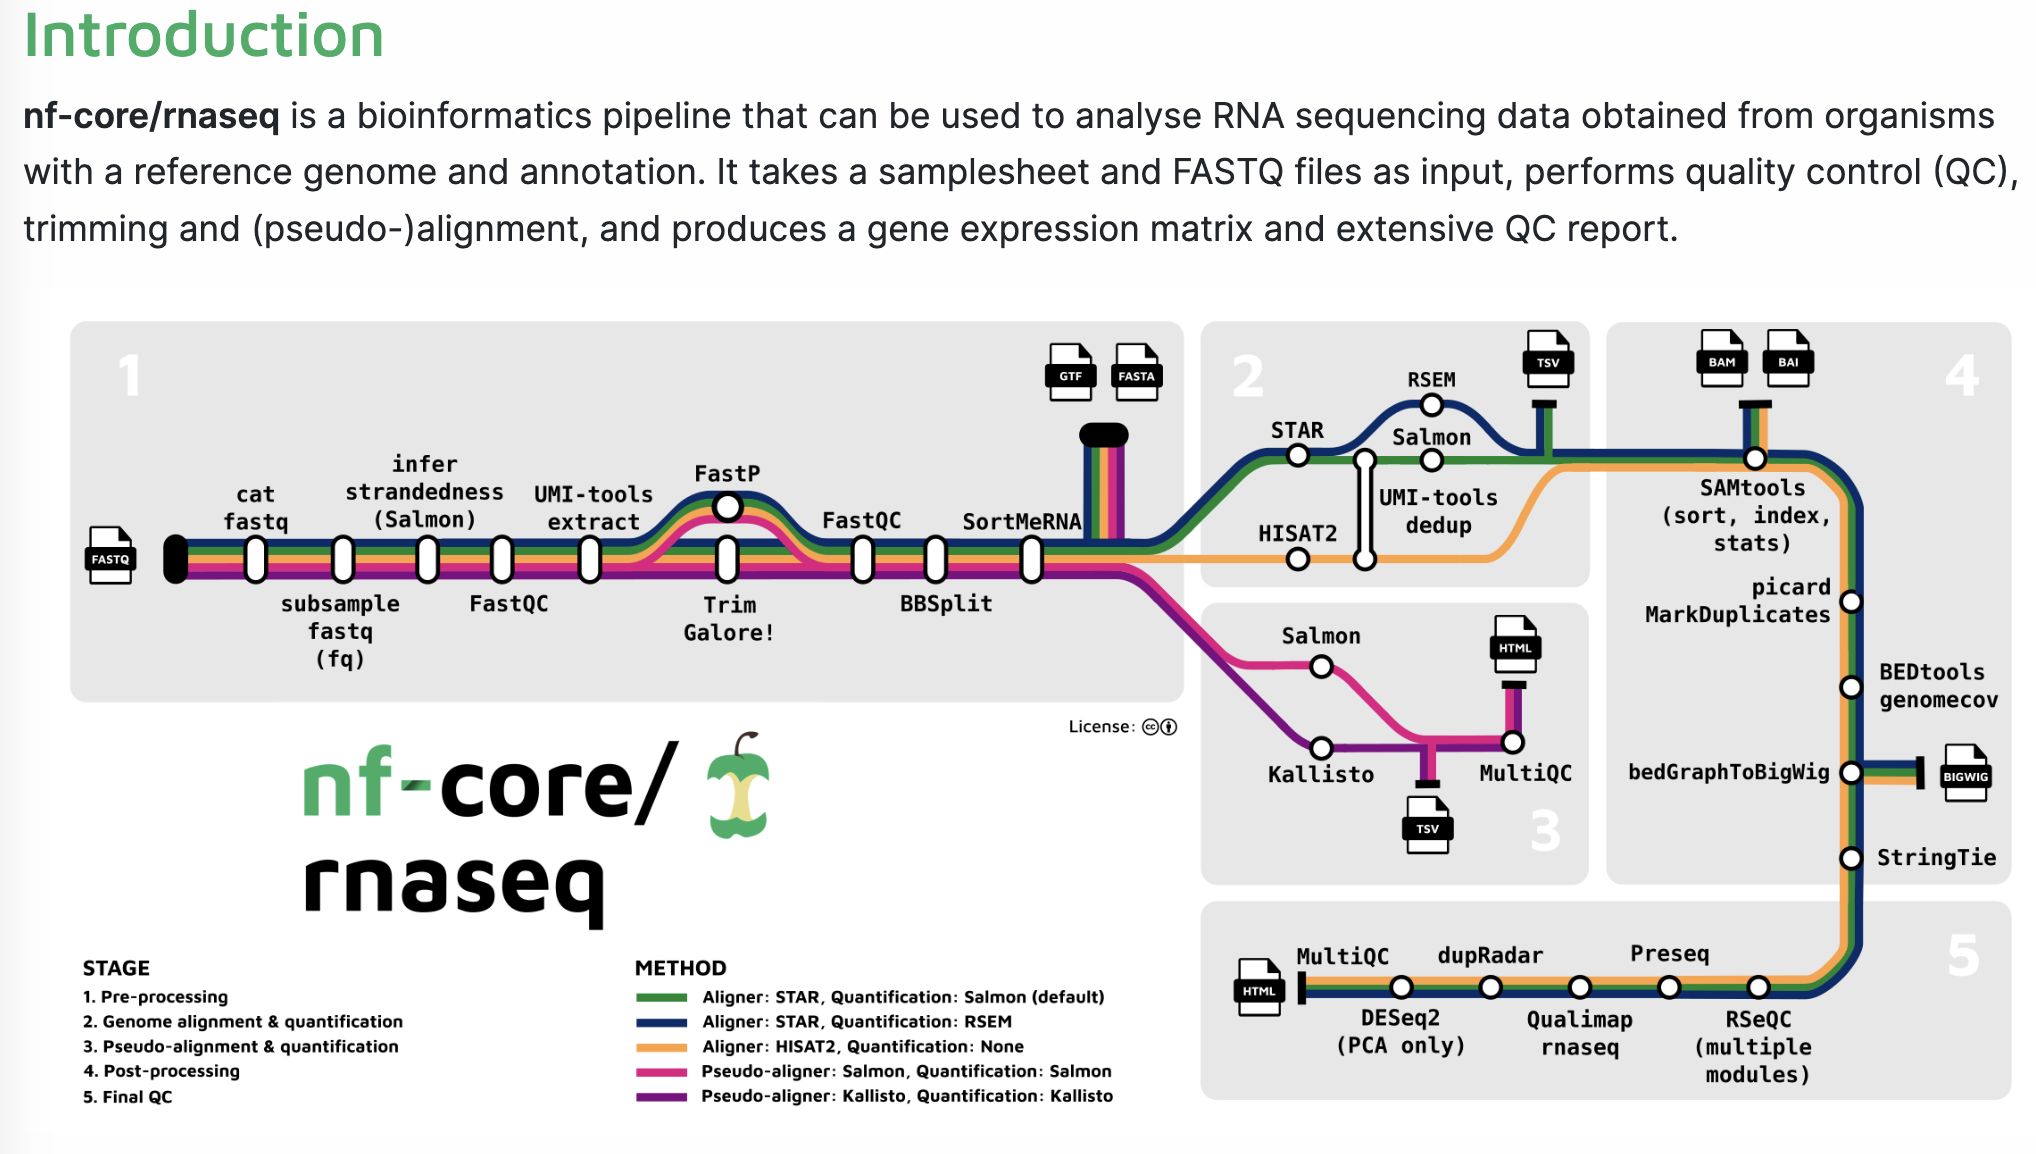 Introduction
nf-core/rnaseq is a bioinformatics pipeline that can be used to analyse RNA sequencing data obtained from organisms
with a reference genome and annotation. It takes a samplesheet and FASTQ files as input, performs quality control (QC),
trimming and (pseudo-)alignment, and produces a gene expression matrix and extensive QC report.
1
FASTQ
cat
fastq
subsample
fastq
(fq)
infer
strandedness
(Salmon)
FastQC
UMI-tools
extract
FastP
Trim
Galore!
FastQC
BBSplit
SortMeRNA
GTF
FASTA
2
STAR
RSEM
Salmon
HISAT2
UMI-tools
dedup
TSV
Salmon
Kallisto
HTML
MultiQC
TSV
3
BAM
BAI
4
SAMtools
(sort, index,
stats)
picard
MarkDuplicates
BEDtools
genomecov
bedGraphToBigWig
BIGWIG
StringTie
5
HTML
MultiQC
DESeq2
(PCA only)
dupRadar
Qualimap
rnaseq
Preseq
RSeQC
(multiple
modules)
License:
nf-core/
rnaseq
STAGE
1. Pre-processing
2. Genome alignment & quantification
3. Pseudo-alignment & quantification
4. Post-processing
5. Final QC
METHOD
Aligner: STAR, Quantification: Salmon (default)
Aligner: STAR, Quantification: RSEM
Aligner: HISAT2, Quantification: None
Pseudo-aligner: Salmon, Quantification: Salmon
Pseudo-aligner: Kallisto, Quantification: Kallisto